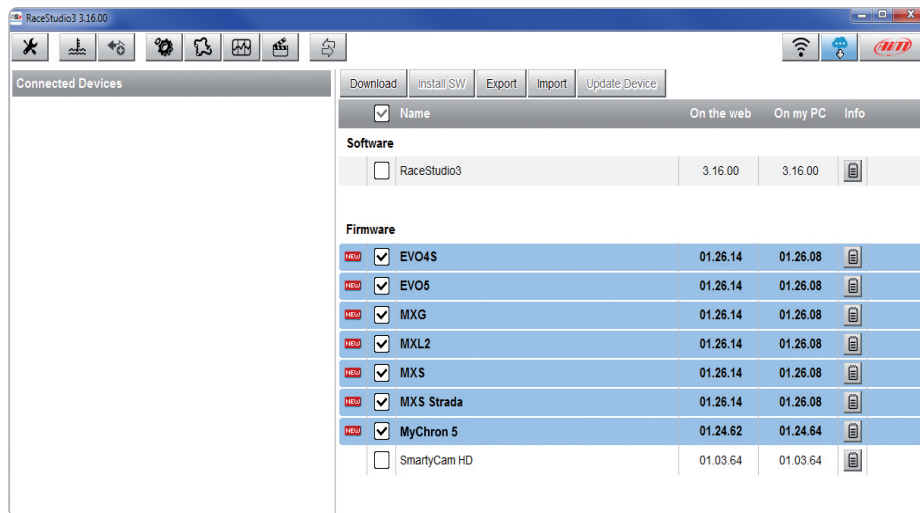 RaceStudio3 3.16.00
AiM
Connected Devices
Download Install SW Export Import Update Device
Name On the web On my PC Info
Software
RaceStudio3 3.16.00 3.16.00
Firmware
NEW EVO4S 01.26.14 01.26.08
NEW EVO5 01.26.14 01.26.08
NEW MXG 01.26.14 01.26.08
NEW MXL2 01.26.14 01.26.08
NEW MXS 01.26.14 01.26.08
NEW MXS Strada 01.26.14 01.26.08
NEW MyChron 5 01.24.62 01.24.64
SmartyCam HD 01.03.64 01.03.64